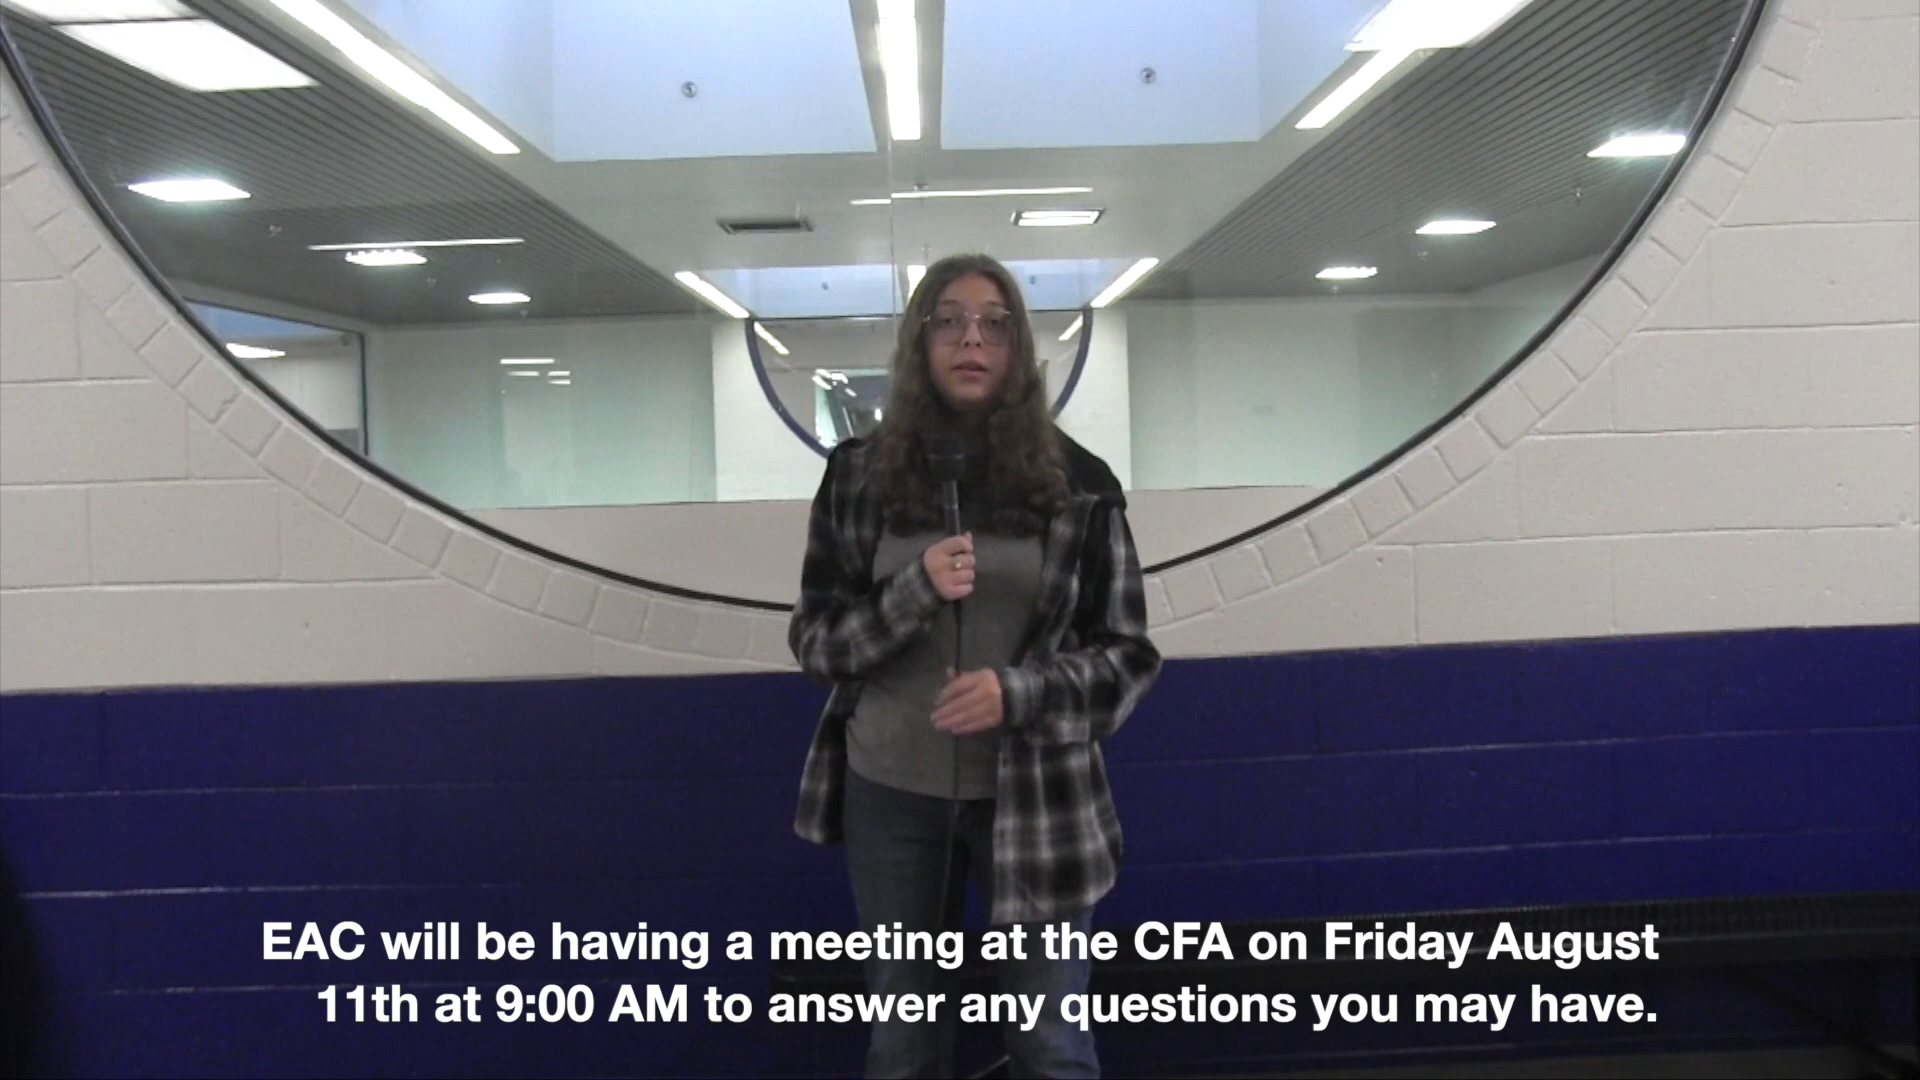 EAC will be having a meeting at the CFA on Friday August
11th at 9:00 AM to answer any questions you may have.